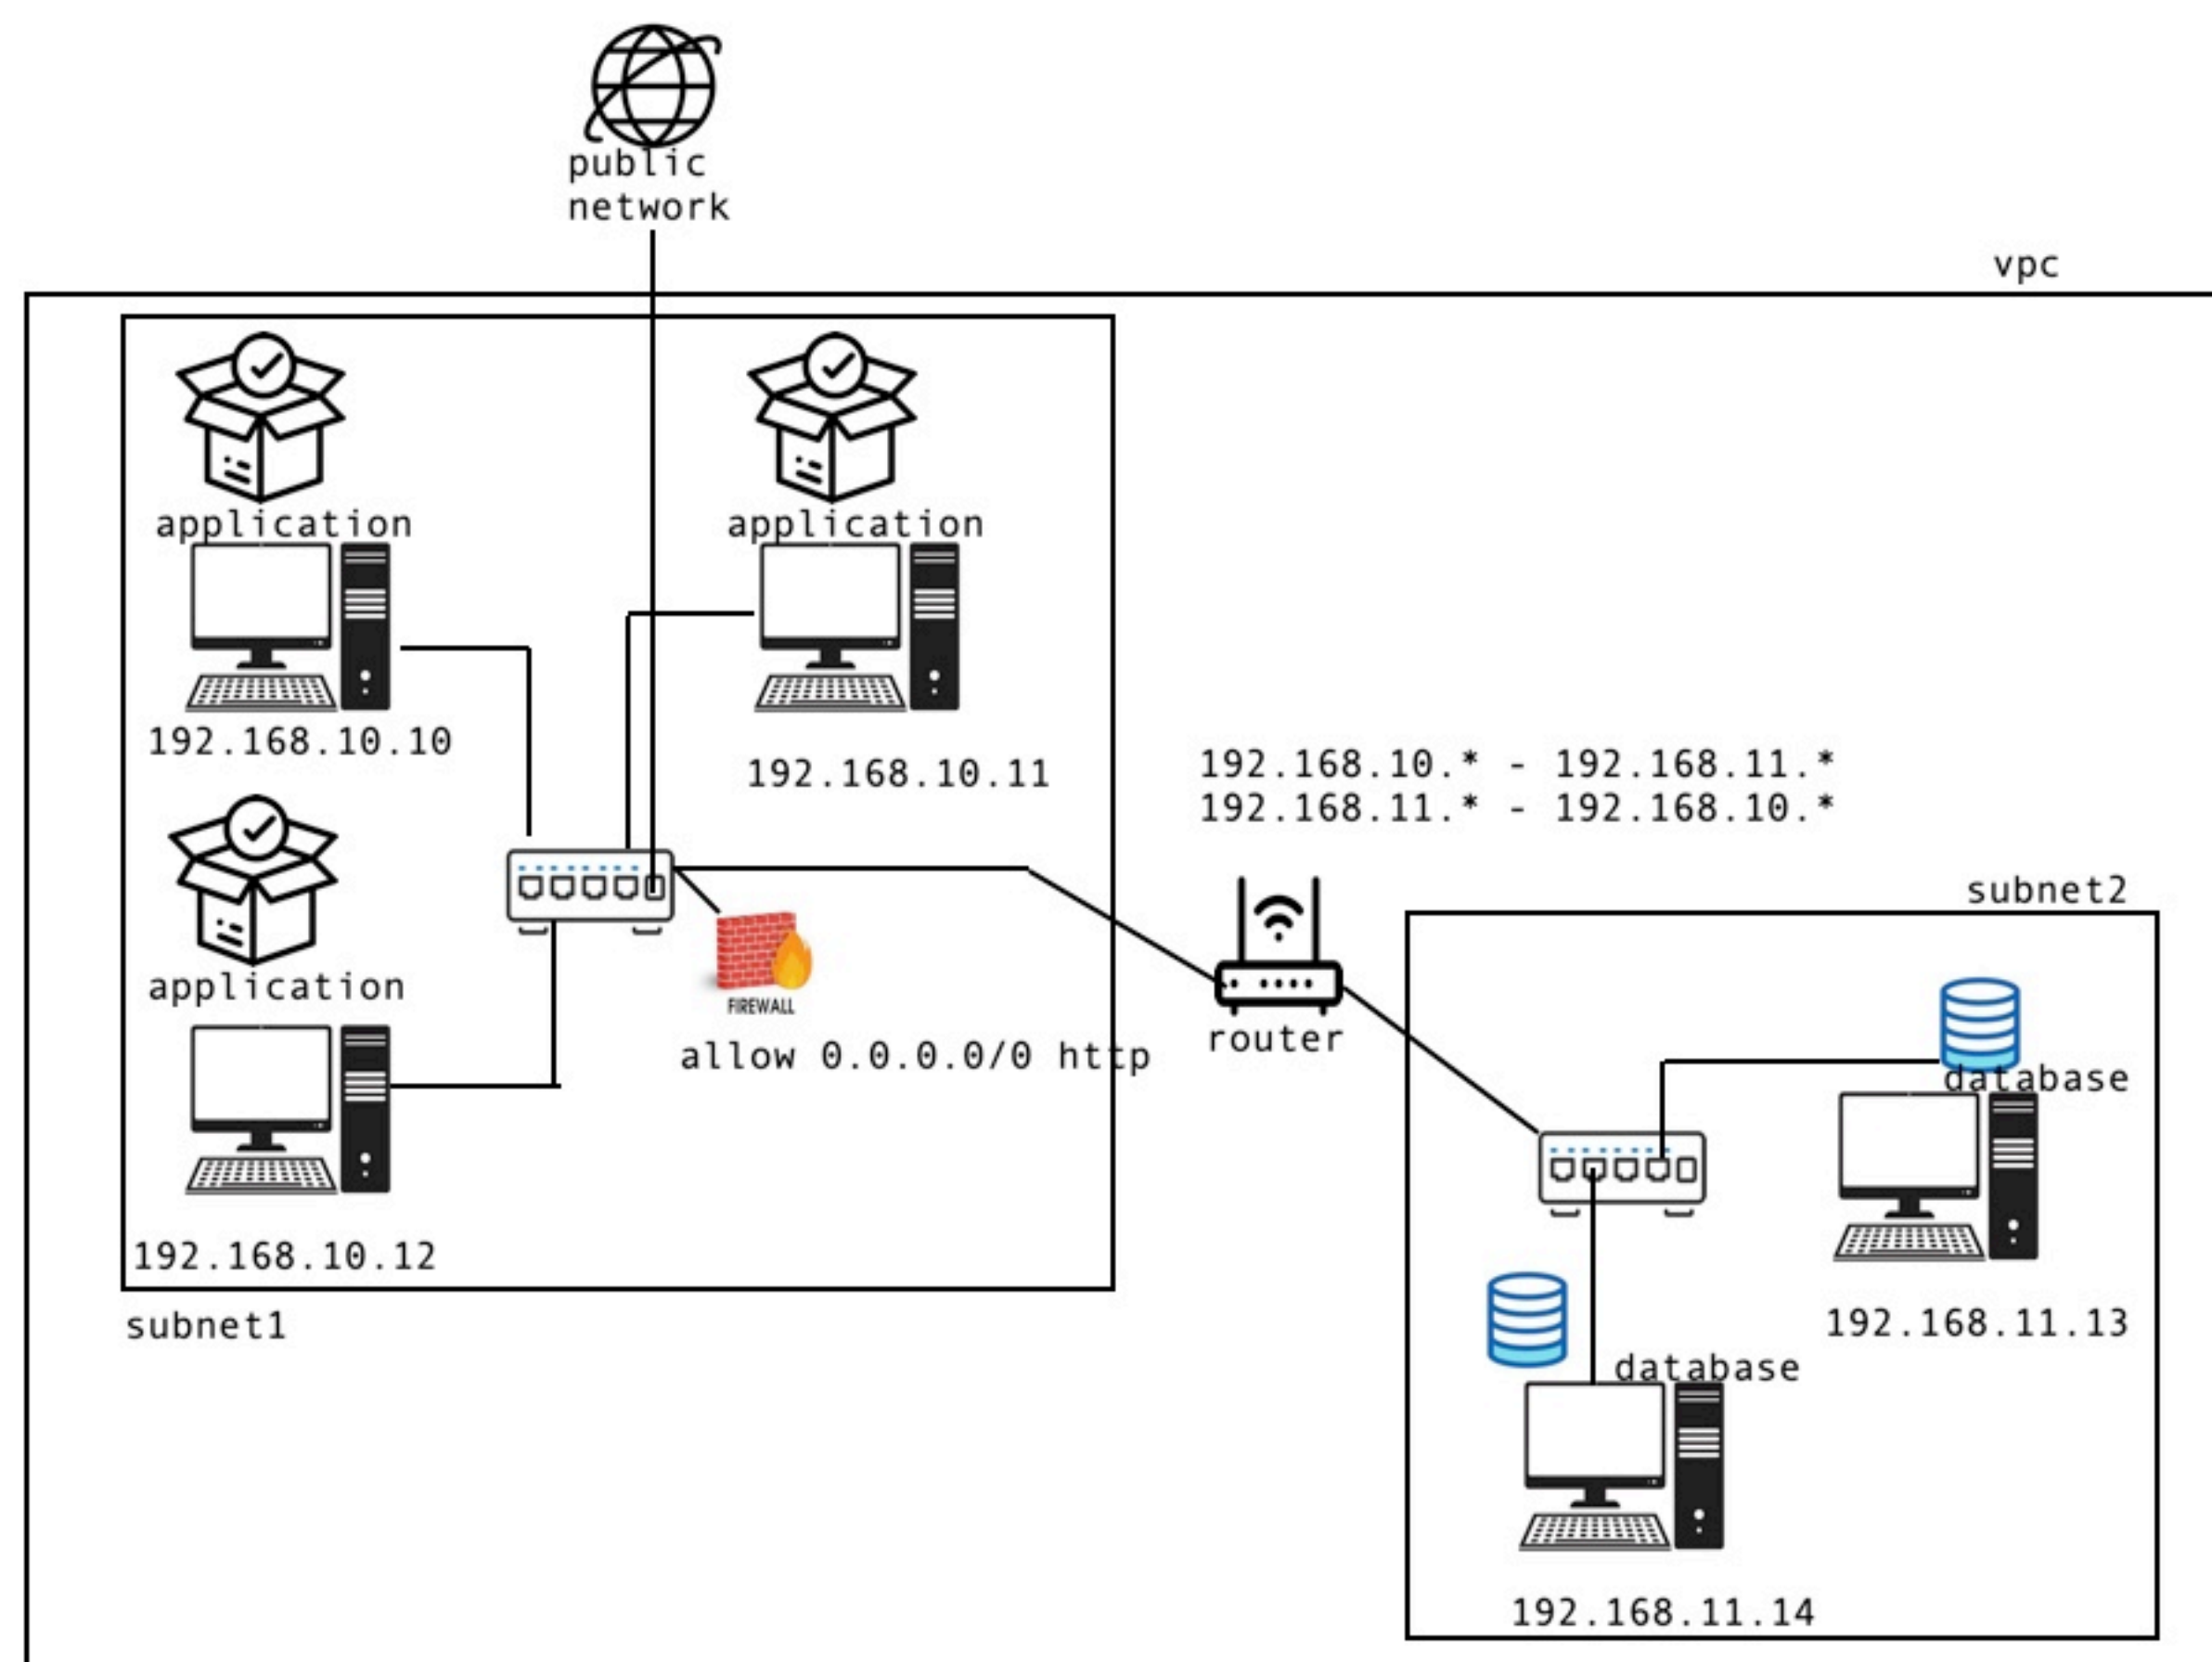 public
network
vpc
application
application
192.168.10.10
192.168.10.11
192.168.10.* - 192.168.11.*
192.168.11.* - 192.168.10.*
application
FIREWALL
allow 0.0.0.0/0 http
router
subnet2
database
192.168.10.12
subnet1
192.168.11.13
database
192.168.11.14